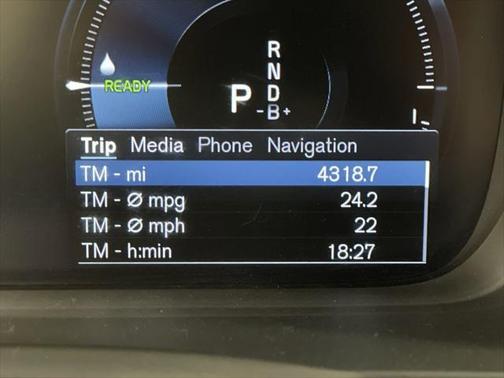 R
N
D
READY
P -B+
Trip Media Phone Navigation
TM - mi 4318.7
TM - Ø mpg 24.2
TM - Ø mph 22
TM - h:min 18:27